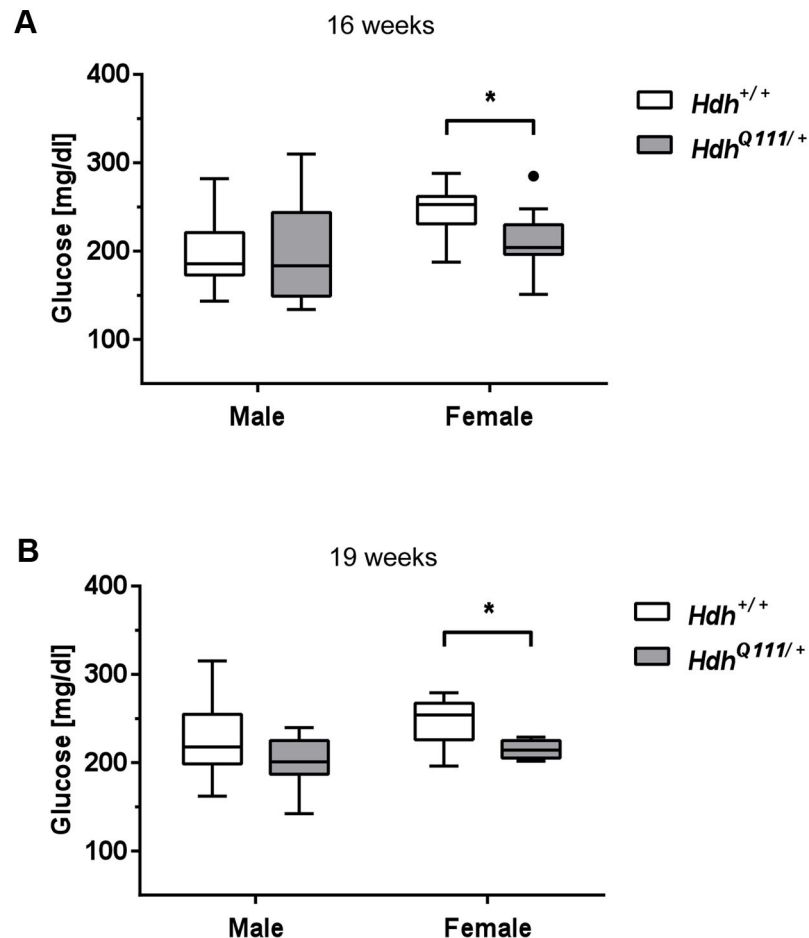 A
16 weeks
Glucose [mg/dl]
400
300
200
100
*
Hdh+/+
HdhQ111/+
Male Female
B
19 weeks
Glucose [mg/dl]
400
300
200
100
*
Hdh+/+
HdhQ111/+
Male Female